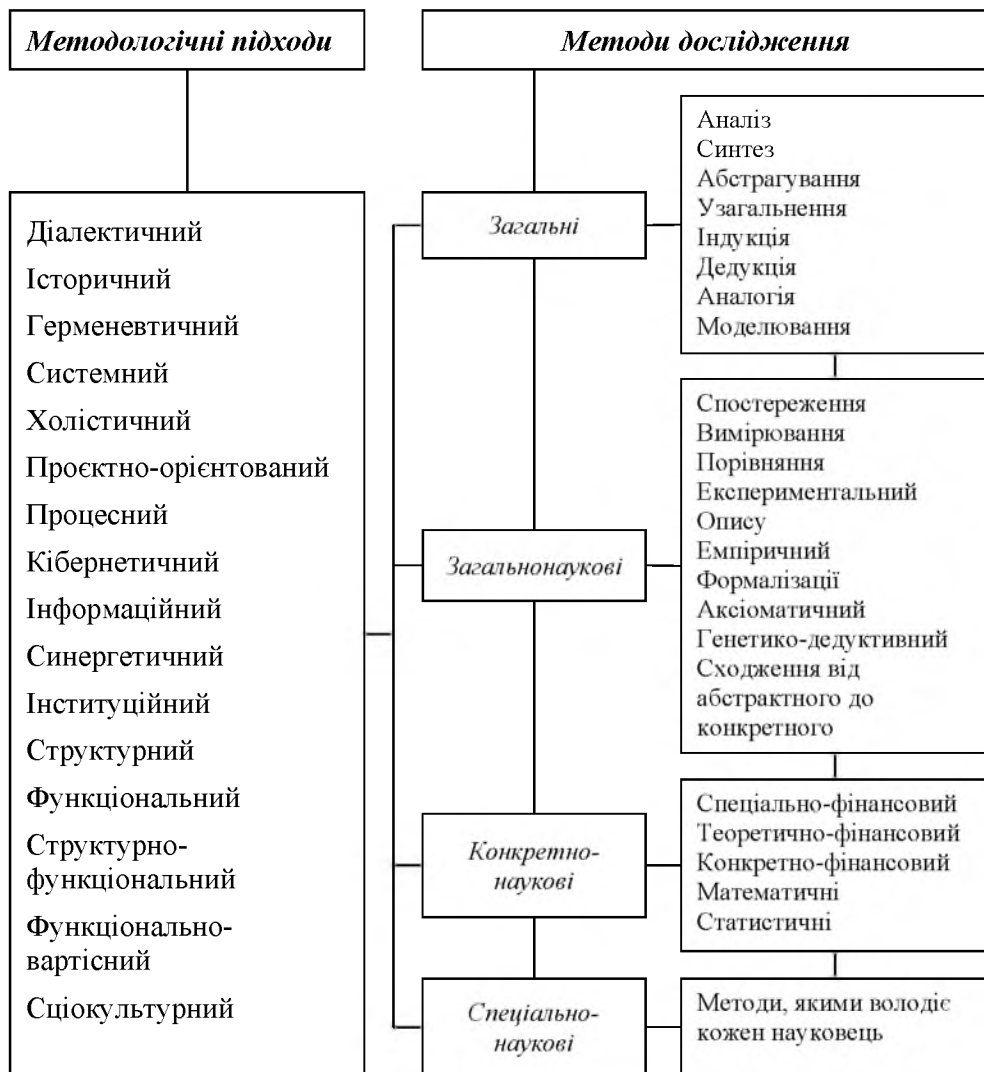 Методологічні підходи
Діалектичний
Історичний
Герменевтичний
Системний
Холістичний
Проєктно-орієнтований
Процесний
Кібернетичний
Інформаційний
Синергетичний
Інституційний
Структурний
Функціональний
Структурно-
функціональний
Функціонально-
вартісний
Сціокультурний
Методи дослідження
Загальні
Аналіз
Синтез
Абстрагування
Узагальнення
Індукція
Дедукція
Аналогія
Моделювання
Загальнонаукові
Спостереження
Вимірювання
Порівняння
Експериментальний
Опису
Емпіричний
Формалізації
Аксіоматичний
Генетико-дедуктивний
Сходження від
абстрактного до
конкретного
Конкретно-
наукові
Спеціально-фінансовий
Теоретично-фінансовий
Конкретно-фінансовий
Математичні
Статистичні
Спеціально-
наукові
Методи, якими володіє
кожен науковець